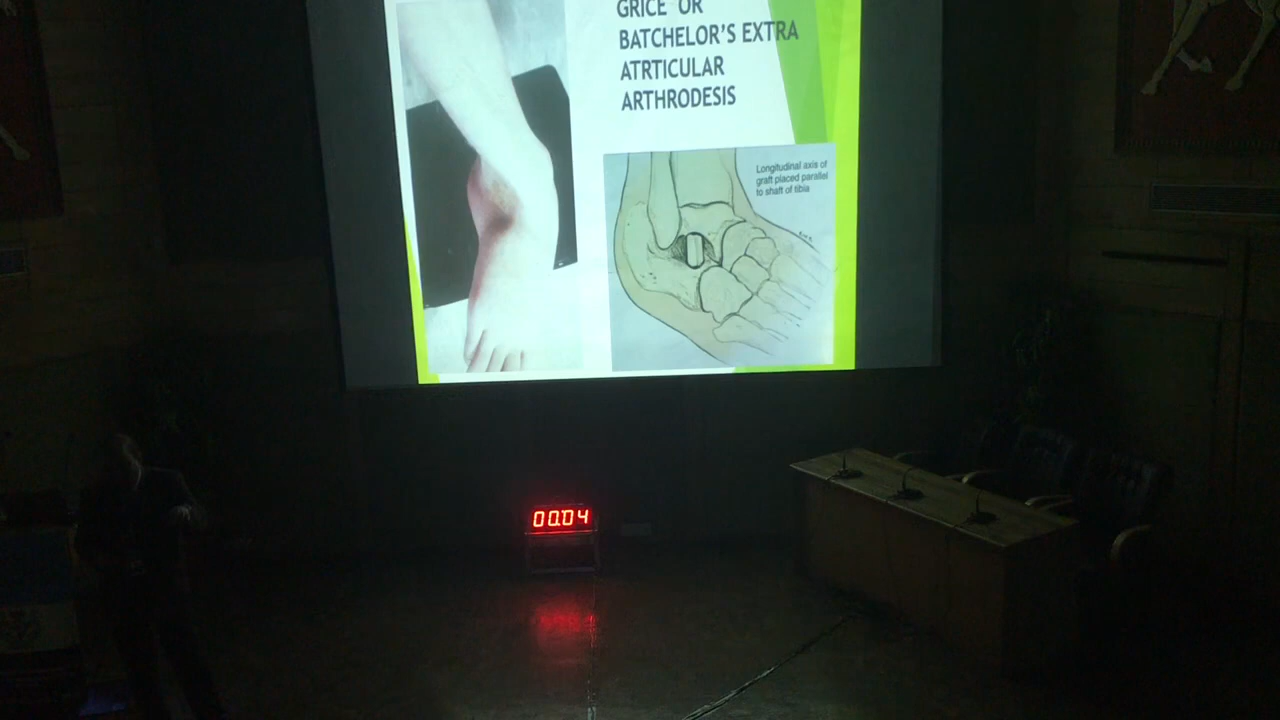 GRICE OR
BATCHELOR'S EXTRA
ATRTICULAR
ARTHRODESIS
Longitudinal axis of
graft placed parallel
to shaft of tibia
00:04